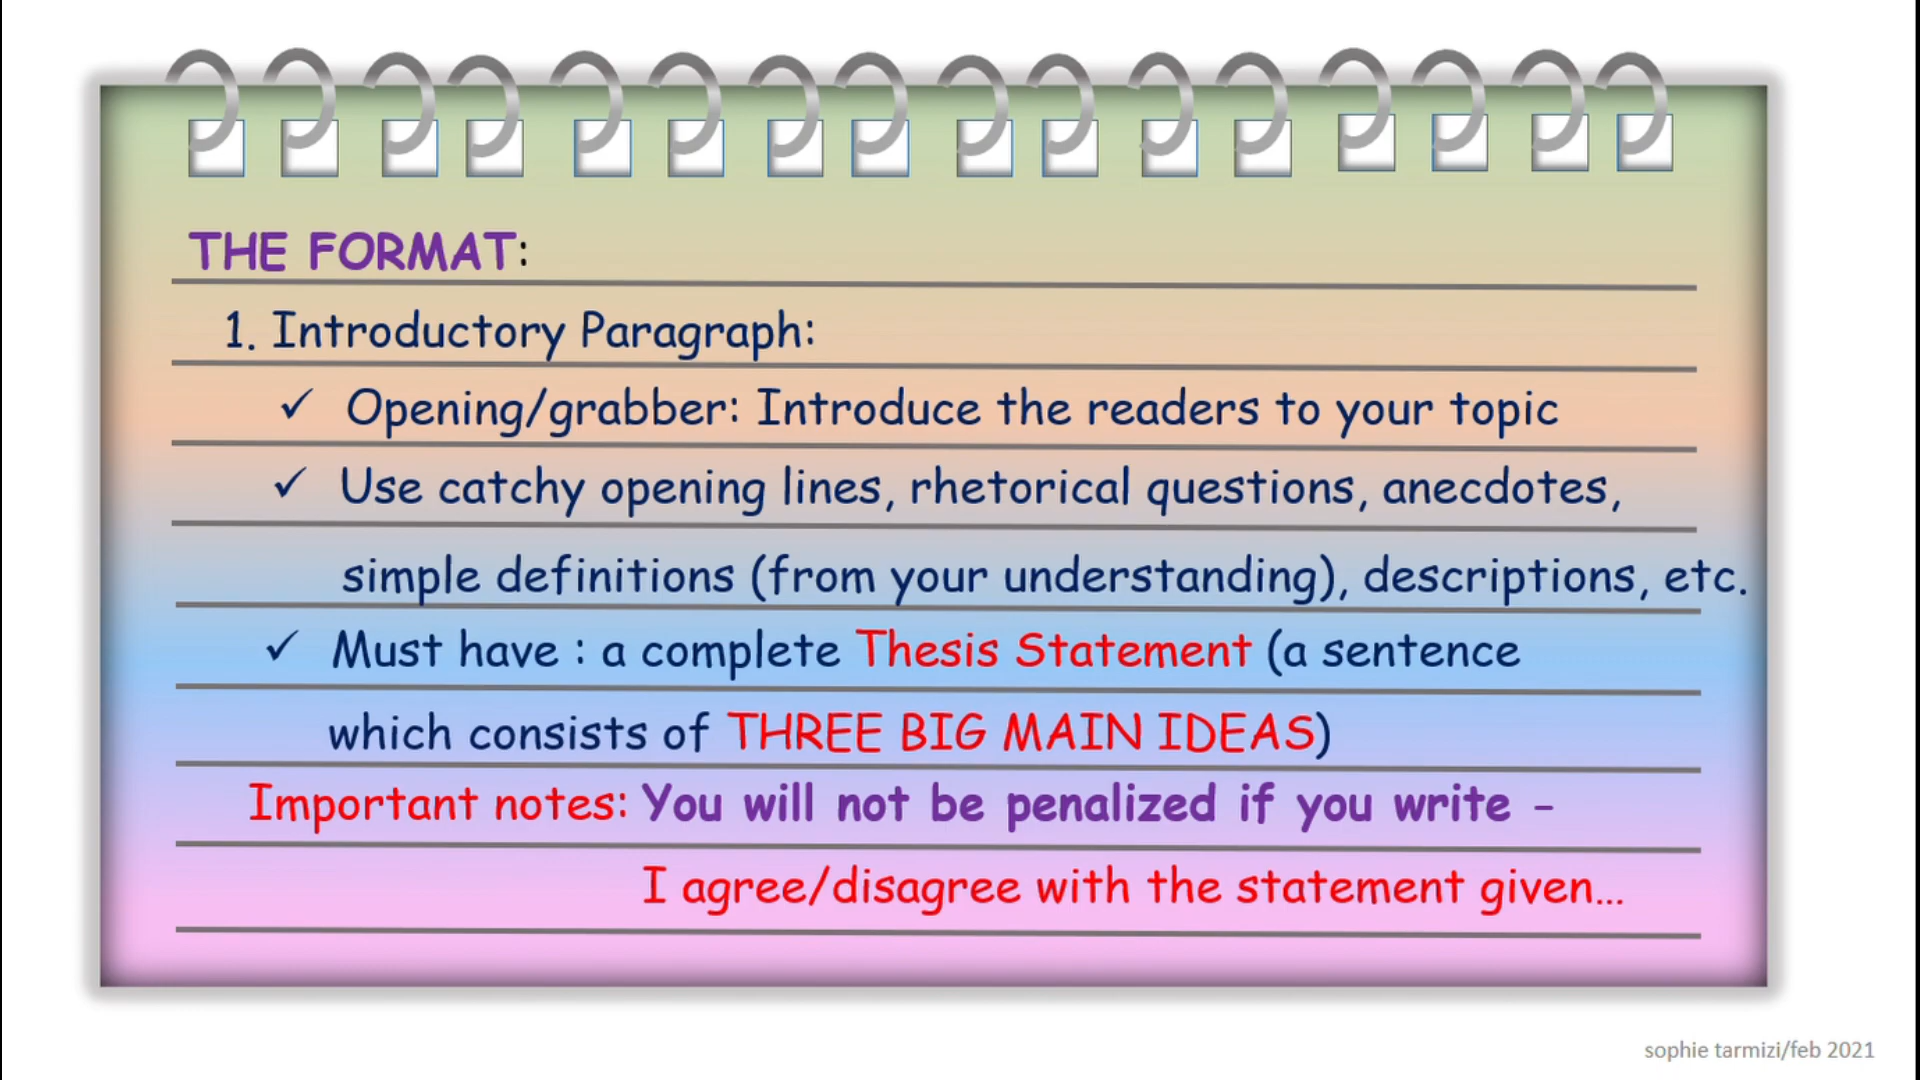 THE FORMAT:
1. Introductory Paragraph:
✓ Opening/grabber: Introduce the readers to your topic
✓ Use catchy opening lines, rhetorical questions, anecdotes,
simple definitions (from your understanding), descriptions, etc.
✓ Must have : a complete Thesis Statement (a sentence
which consists of THREE BIG MAIN IDEAS)
Important notes: You will not be penalized if you write –
I agree/disagree with the statement given...
sophie tarmizi/feb 2021